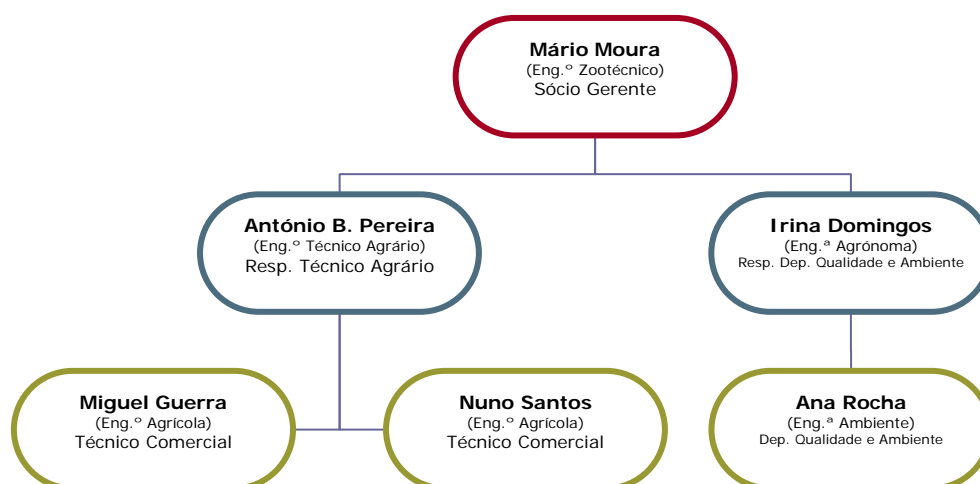 Mário Moura
(Eng.º Zootécnico)
Sócio Gerente
António B. Pereira
(Eng.º Técnico Agrário)
Resp. Técnico Agrário
Irina Domingos
(Eng.ª Agrónoma)
Resp. Dep. Qualidade e Ambiente
Miguel Guerra
(Eng.º Agrícola)
Técnico Comercial
Nuno Santos
(Eng.º Agrícola)
Técnico Comercial
Ana Rocha
(Eng.ª Ambiente)
Dep. Qualidade e Ambiente